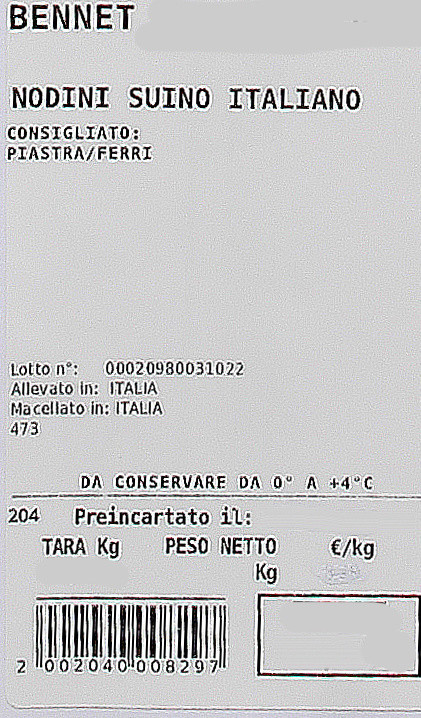 BENNET
NODINI SUINO ITALIANO
CONSIGLIATO:
PIASTRA/FERRI
Lotto n°: 00020980031022
Allevato in: ITALIA
Macellato in: ITALIA
473
DA CONSERVARE DA 0° A +4°C
204 Preincartato il:
TARA Kg PESO NETTO €/kg
Kg
2 002040 008297